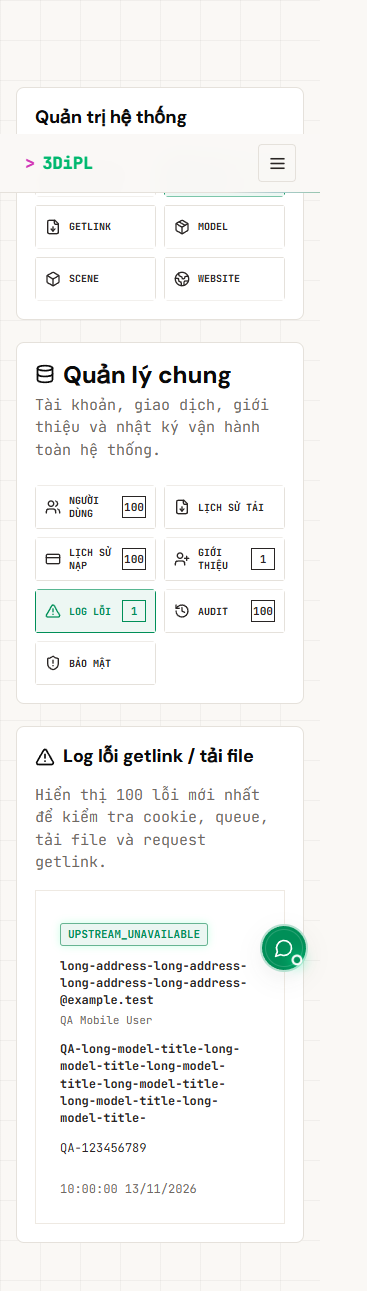 Quản trị hệ thống
> 3DiPL
GETLINK
MODEL
SCENE
WEBSITE
Quản lý chung
Tài khoản, giao dịch, giới
thiệu và nhật ký vận hành
toàn hệ thống.
NGƯỜI
DÙNG
100
LỊCH SỬ TẢI
LỊCH SỬ
NẠP
100
GIỚI
THIỆU
1
LOG LỖI
1
AUDIT
100
BẢO MẬT
Log lỗi getlink / tải file
Hiển thị 100 lỗi mới nhất
để kiểm tra cookie, queue,
tải file và request
getlink.
UPSTREAM_UNAVAILABLE
long-address-long-address-
long-address-long-address-
@example.test
QA Mobile User
QA-long-model-title-long-
model-title-long-model-
title-long-model-title-
long-model-title-long-
model-title-
QA-123456789
10:00:00 13/11/2026